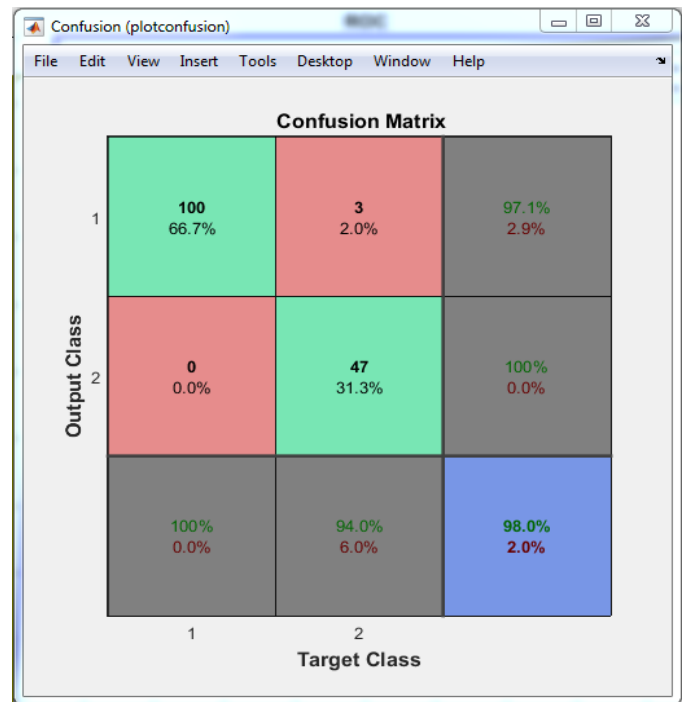 Confusion (plotconfusion)
ROC
File Edit View Insert Tools Desktop Window Help
Confusion Matrix
1
100 3 97.1%
66.7% 2.0% 2.9%
Output Class
2
0 47 100%
0.0% 31.3% 0.0%
100% 94.0% 98.0%
0.0% 6.0% 2.0%
1 2
Target Class